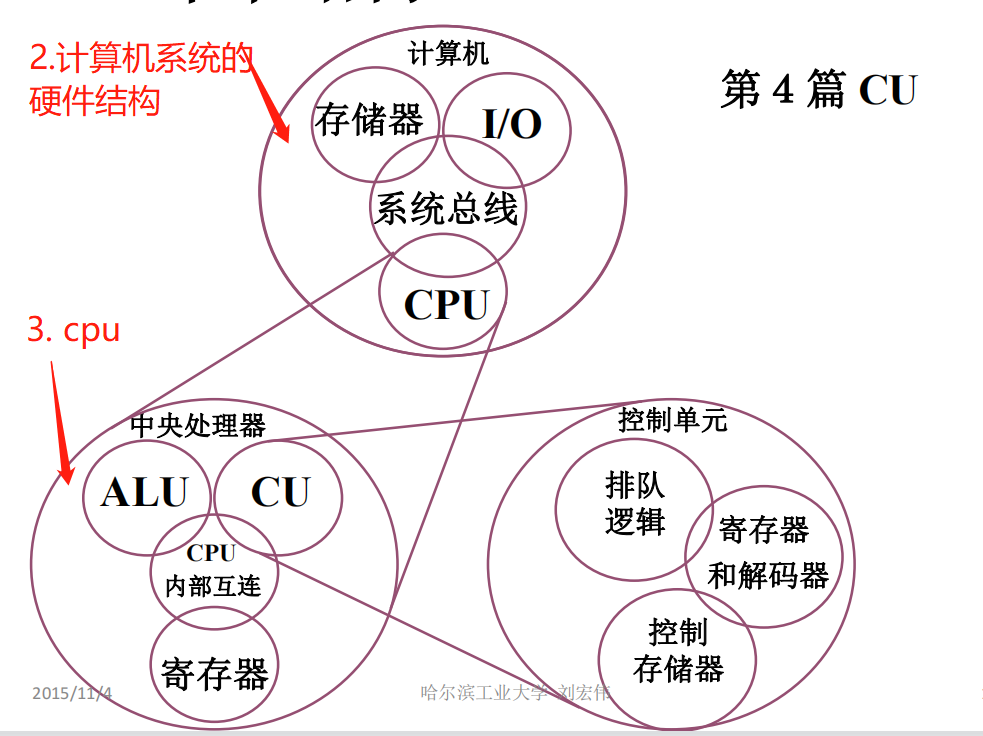 2.计算机系统的
硬件结构
计算机
存储器
I/O
系统总线
CPU
第 4 篇 CU
3. cpu
中央处理器
ALU
CU
CPU
内部互连
寄存器
控制单元
排队
逻辑
寄存器
和解码器
控制
存储器
2015/11/4
哈尔滨工业大学 刘宏伟